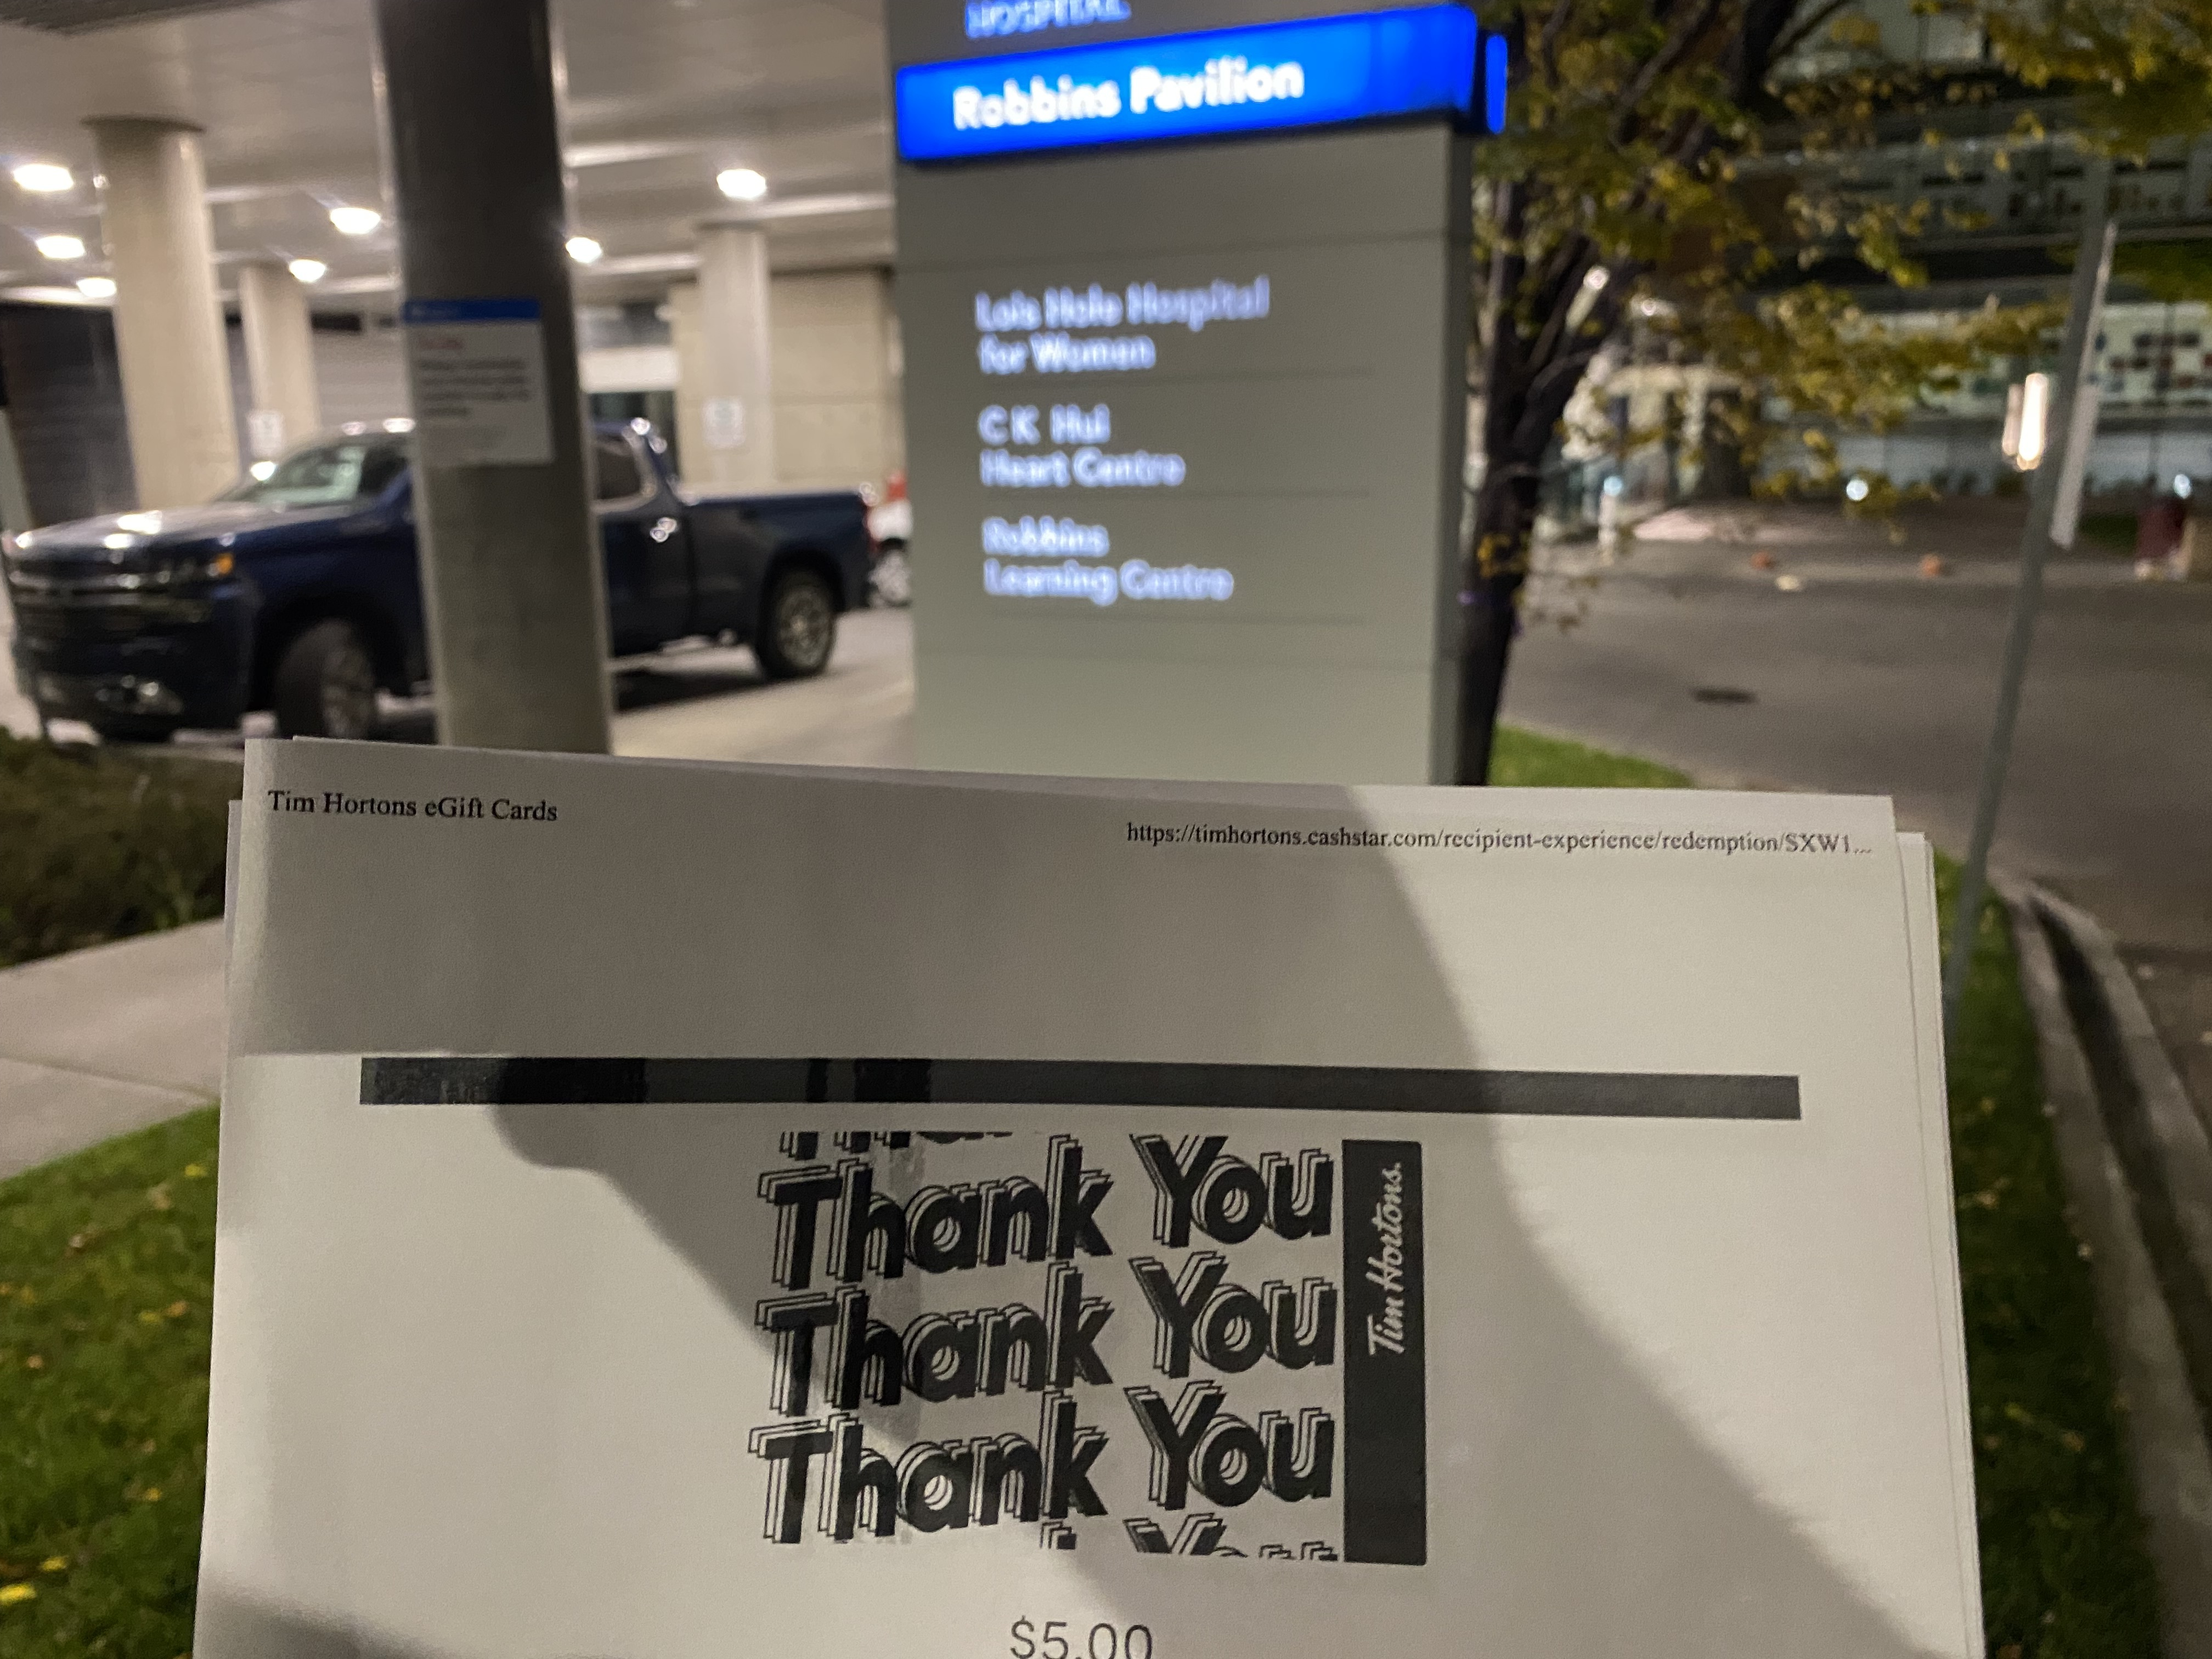 HOSPITAL
Robbins Pavilion
Lois Hole Hospital
for Women
C K Hui
Heart Centre
Robbins
Learning Centre
Tim Hortons eGift Cards
https://timhortons.cashstar.com/recipient-experience/redemption/SXW1...
Thank You
Thank You
Thank You
You
Tim Hortons.
$5.00